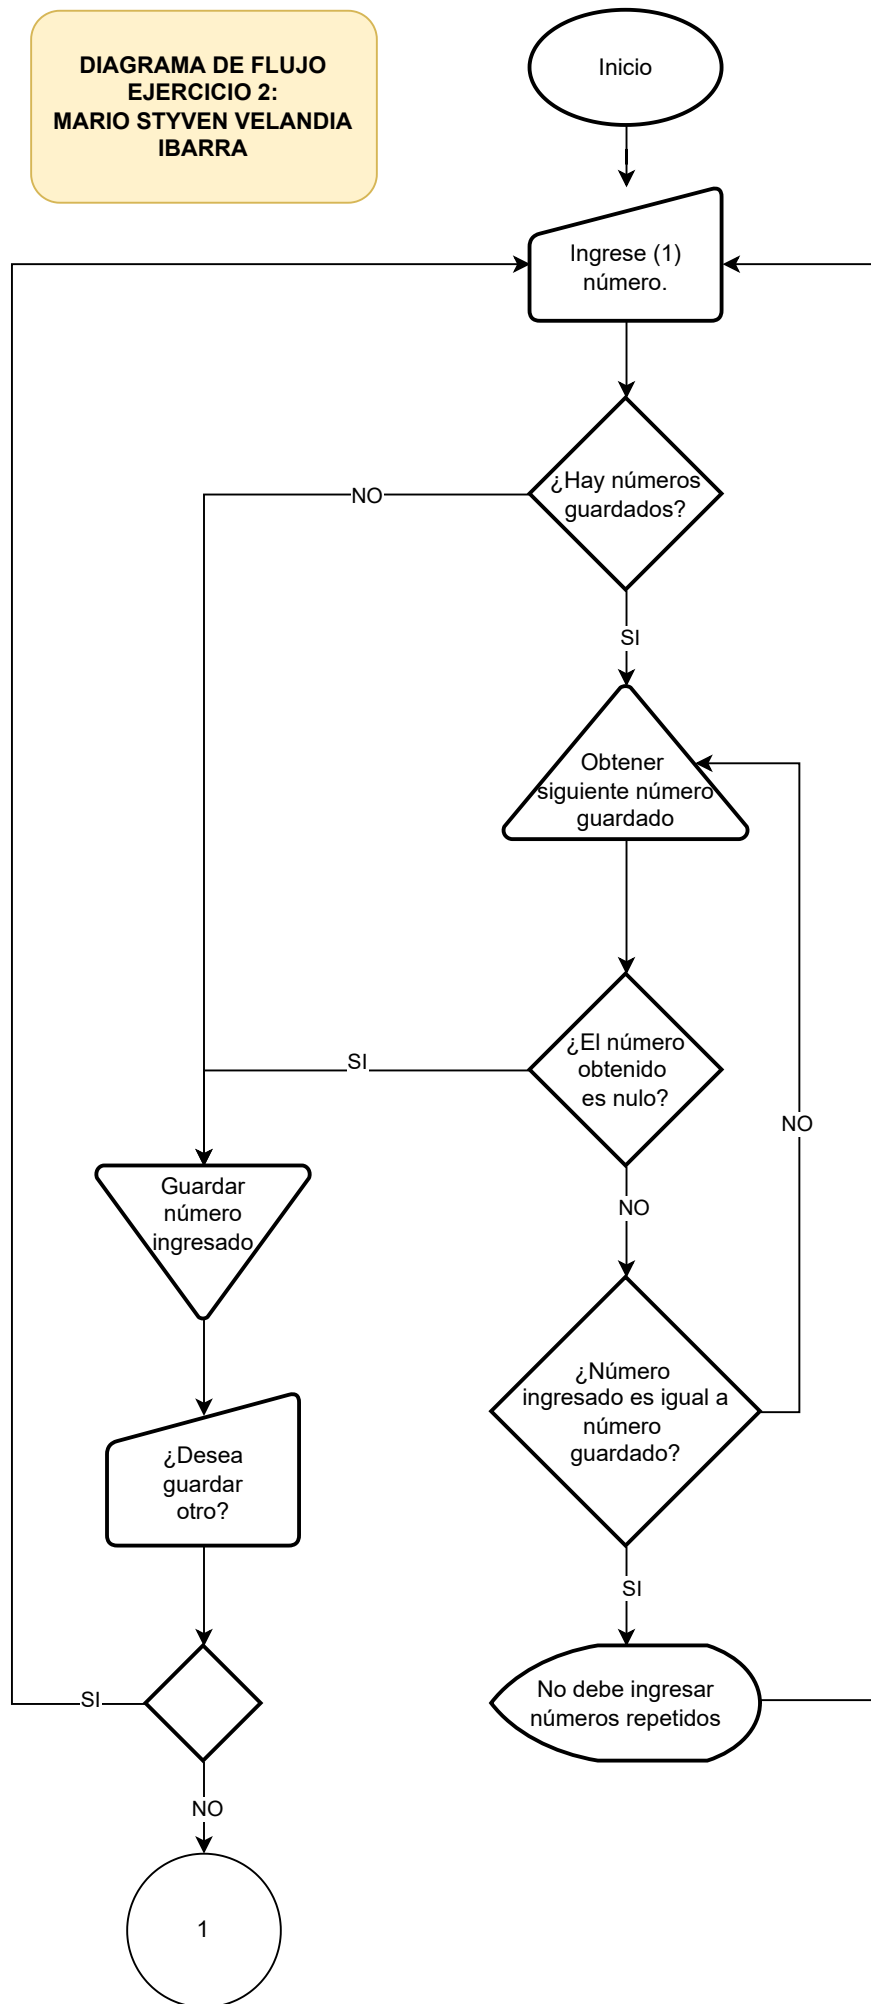 DIAGRAMA DE FLUJO
EJERCICIO 2:
MARIO STYVEN VELANDIA
IBARRA
Inicio
Ingrese (1)
número.
¿Hay números
guardados?
NO
SI
Obtener
siguiente número
guardado
¿El número
obtenido
es nulo?
SI
NO
NO
Guardar
número
ingresado
¿Número
ingresado es igual a
número
guardado?
¿Desea
guardar
otro?
SI
No debe ingresar
números repetidos
SI
NO
1